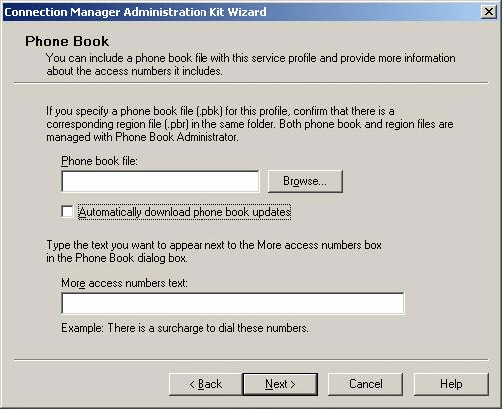 Connection Manager Administration Kit Wizard
Phone Book
You can include a phone book file with this service profile and provide more information
about the access numbers it includes.
If you specify a phone book file (.pbk) for this profile, confirm that there is a
corresponding region file (.pbr) in the same folder. Both phone book and region files are
managed with Phone Book Administrator.
Phone book file:
Browse...
Automatically download phone book updates
Type the text you want to appear next to the More access numbers box
in the Phone Book dialog box.
More access numbers text:
Example: There is a surcharge to dial these numbers.
< Back Next > Cancel Help